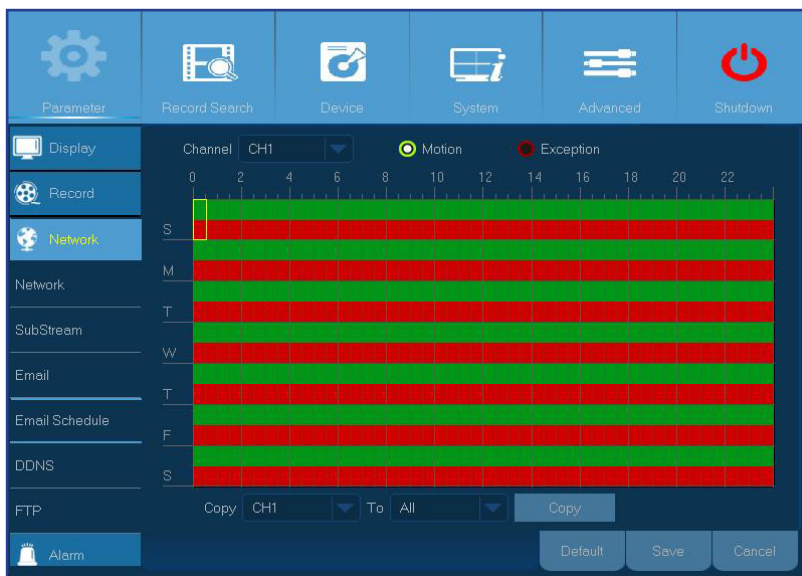 Parameter Record Search Device System Advanced Shutdown
Display
Record
Network
Network
SubStream
Email
Email Schedule
DDNS
FTP
Alarm
Channel CH1 Motion Exception
0 2 4 6 8 10 12 14 16 18 20 22
S
M
T
W
T
F
S
Copy CH1 To All Copy
Default Save Cancel